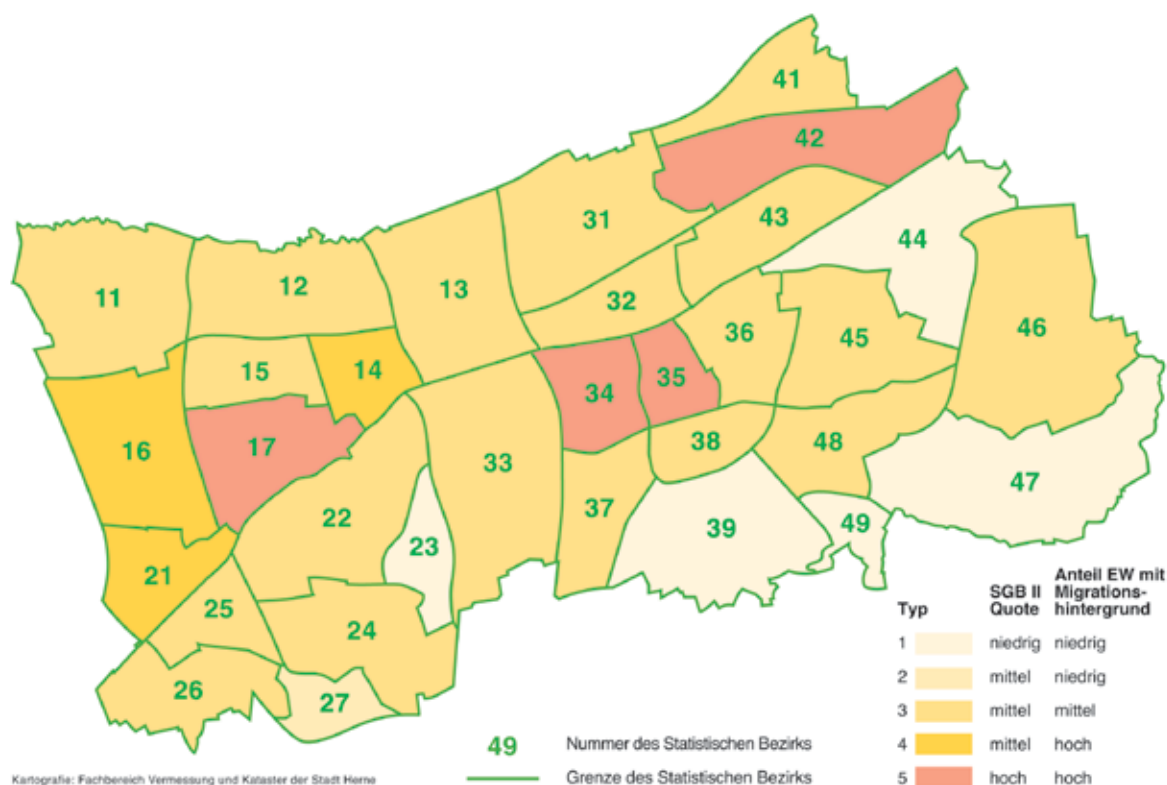 41
42
31
43
44
12
11
13
32
46
36
45
15
14
34
35
16
17
38
48
33
47
22
37
39
23
49
21
25
24
26
27
Typ
SGB II Quote
Anteil EW mit Migrations-
hintergrund
1 niedrig niedrig
2 mittel niedrig
3 mittel mittel
4 mittel hoch
5 hoch hoch
49 Nummer des Statistischen Bezirks
Grenze des Statistischen Bezirks
Kartografie: Fachbereich Vermessung und Kataster der Stadt Herne